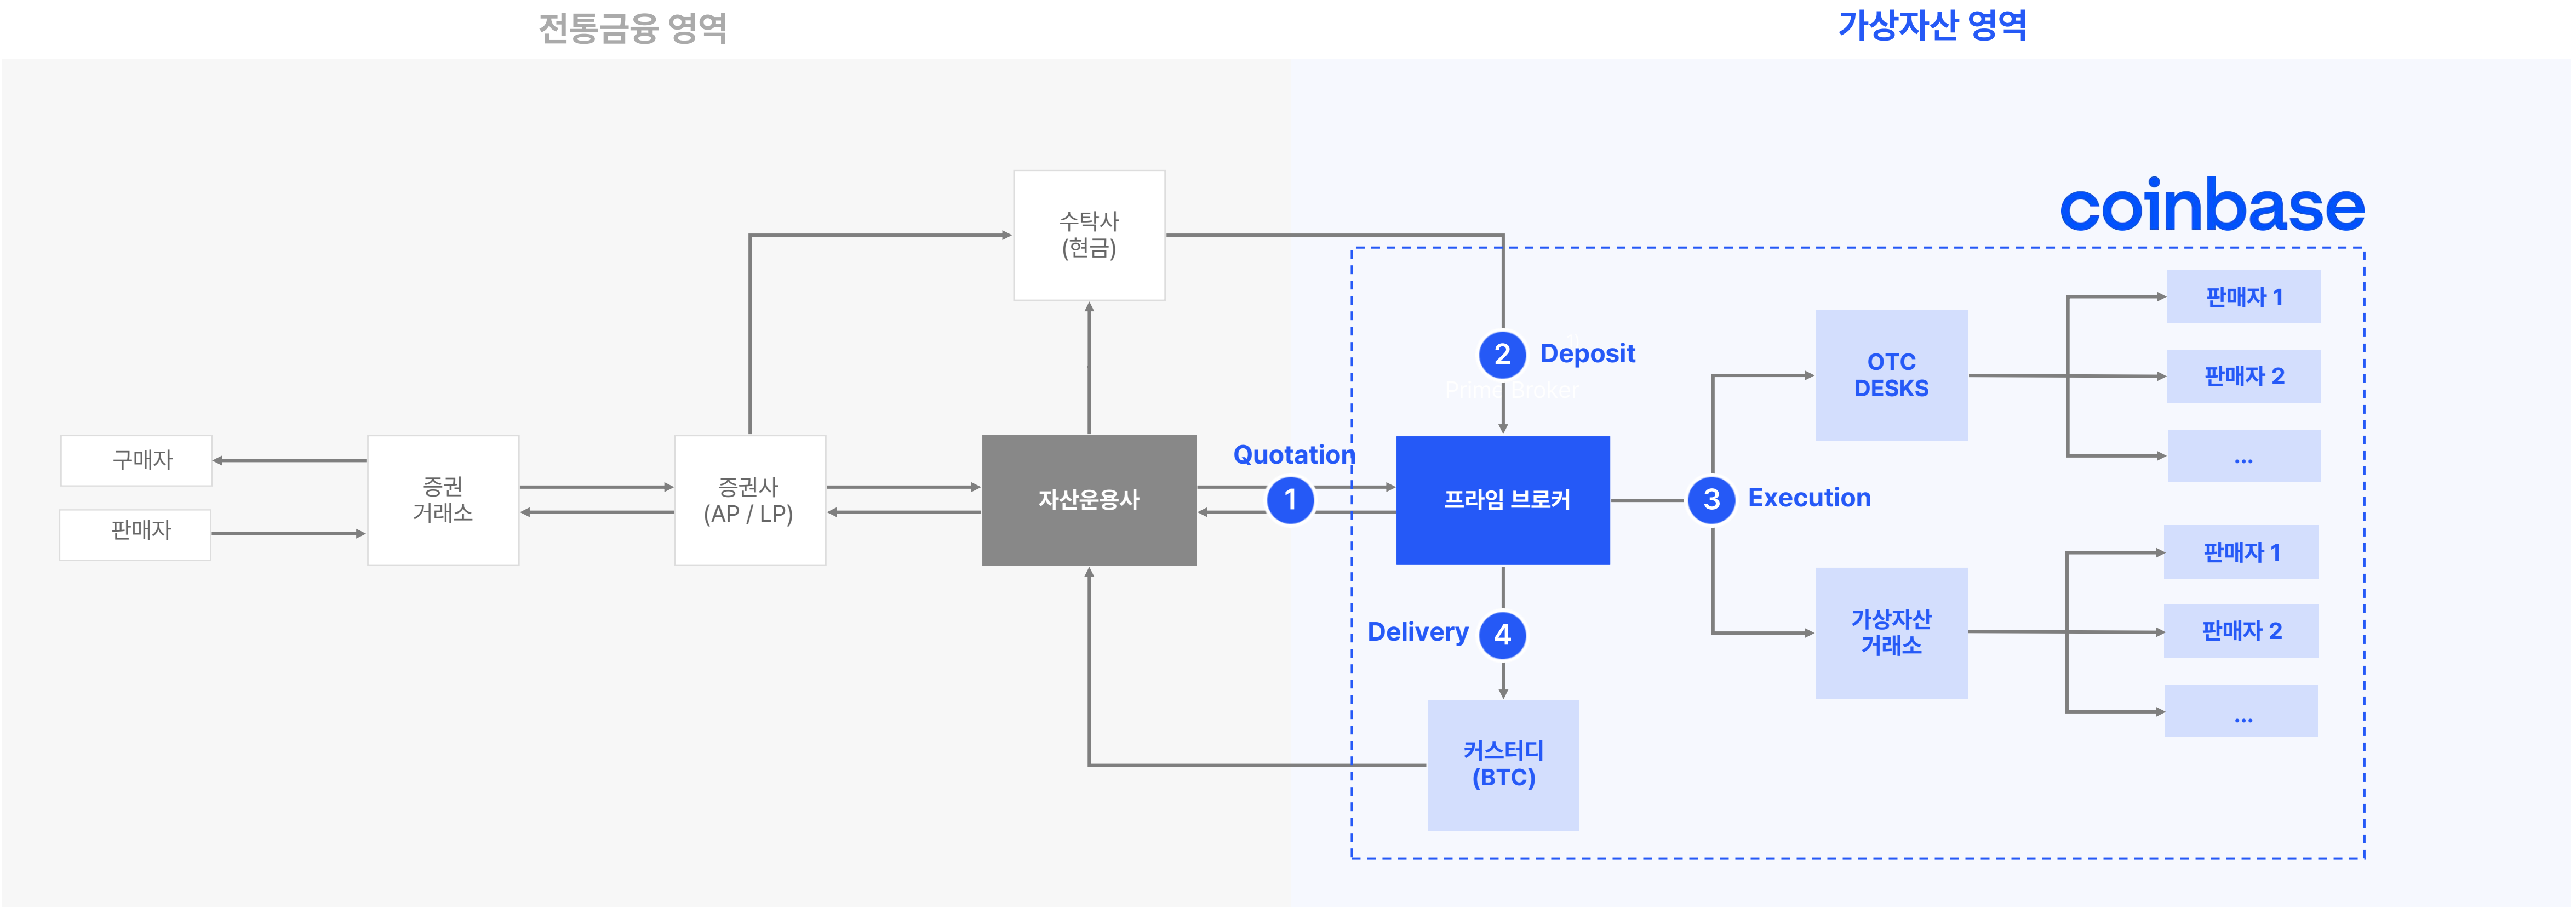 전통금융 영역
가상자산 영역
coinbase
수탁사
(현금)
2
Deposit
Prime Broker
판매자 1
OTC
DESKS
판매자 2
...
구매자
판매자
증권
거래소
증권사
(AP / LP)
자산운용사
Quotation
1
프라임 브로커
3
Execution
판매자 1
가상자산
거래소
판매자 2
...
Delivery
4
커스터디
(BTC)